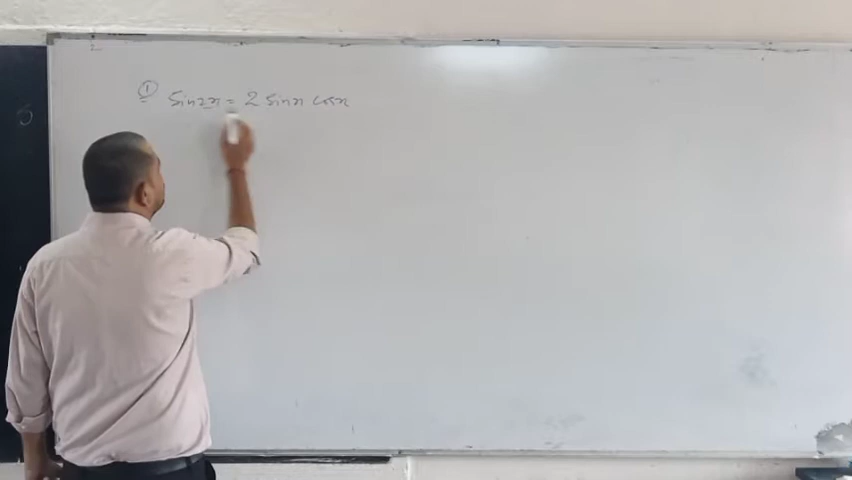 ① Sin2x = 2 Sinx cosx